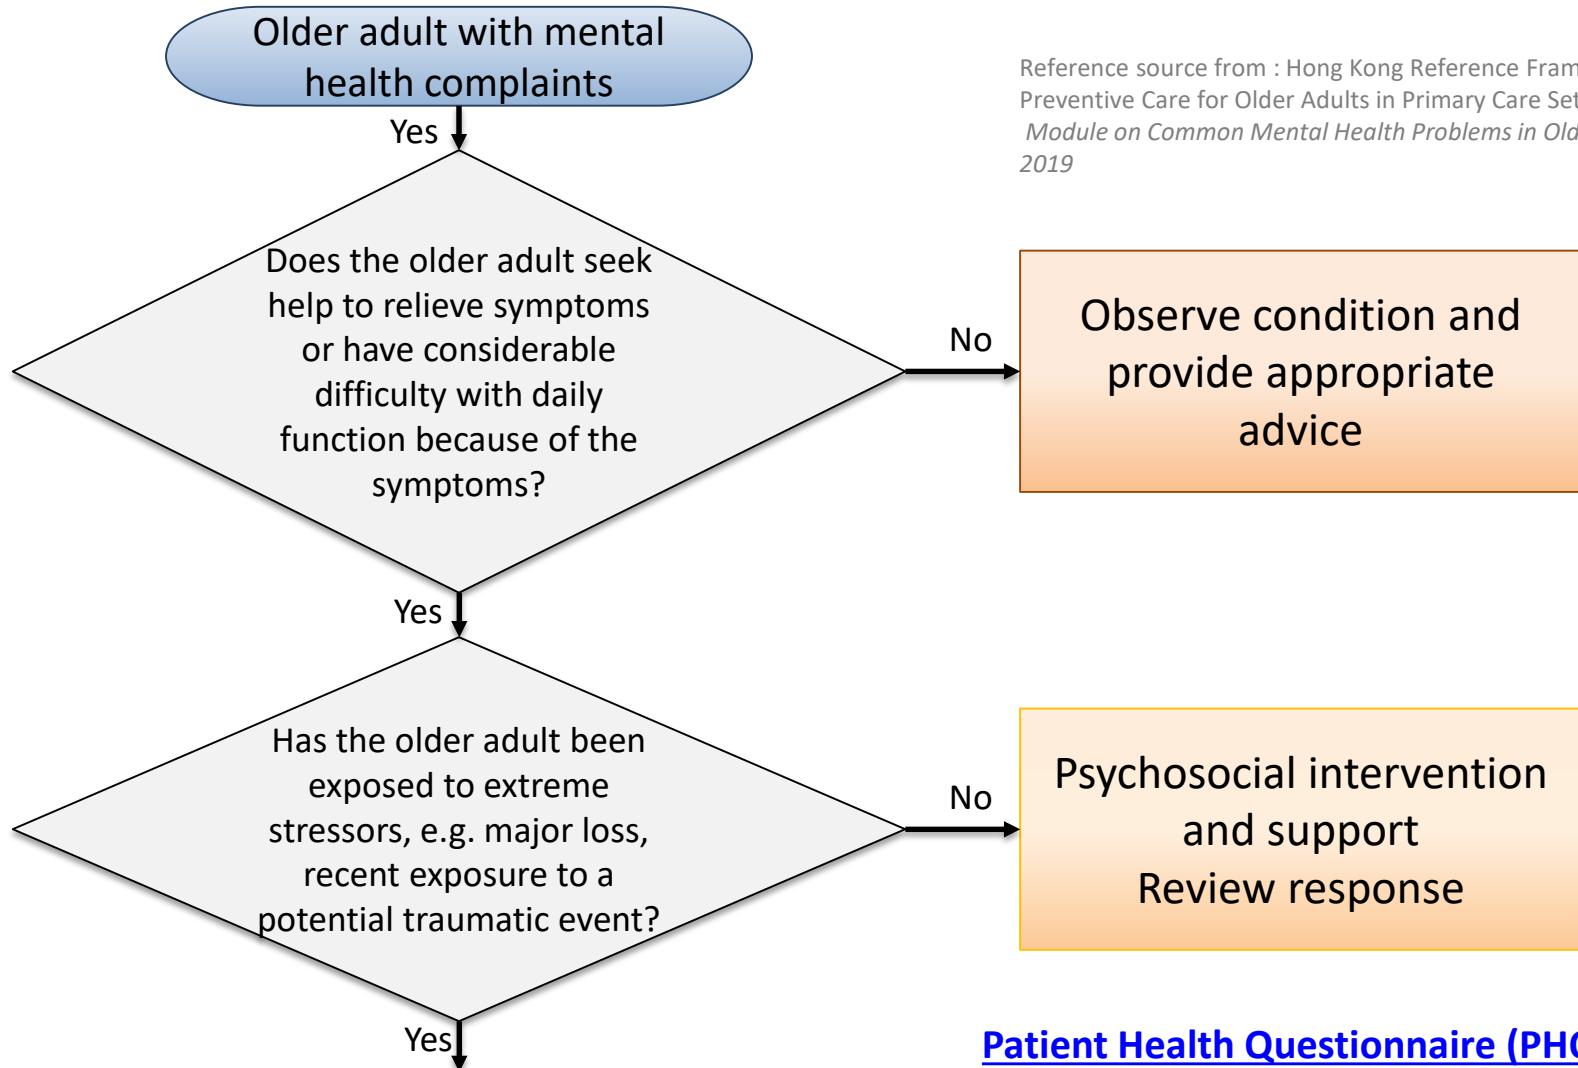 Older adult with mental
health complaints
Reference source from : Hong Kong Reference Fram
Preventive Care for Older Adults in Primary Care Set
Module on Common Mental Health Problems in Old
2019
Yes
Does the older adult seek
help to relieve symptoms
or have considerable
difficulty with daily
function because of the
symptoms?
No
Observe condition and
provide appropriate
advice
Yes
Has the older adult been
exposed to extreme
stressors, e.g. major loss,
recent exposure to a
potential traumatic event?
No
Psychosocial intervention
and support
Review response
Yes
Patient Health Questionnaire (PHQ